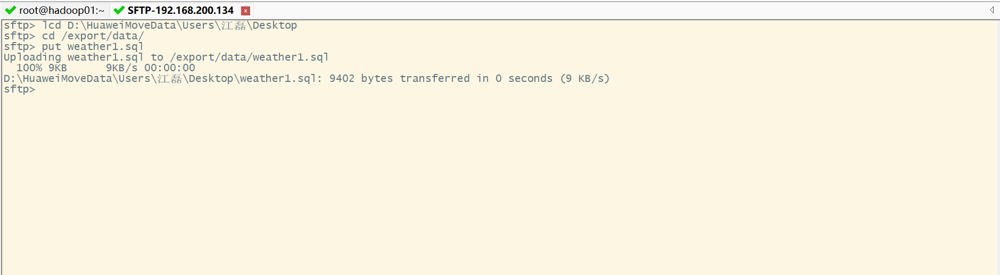 root@hadoop01:~ SFTP-192.168.200.134 x
sftp> lcd D:\HuaweiMoveData\Users\江磊\Desktop
sftp> cd /export/data/
sftp> put weather1.sql
Uploading weather1.sql to /export/data/weather1.sql
  100% 9KB      9KB/s 00:00:00
D:\HuaweiMoveData\Users\江磊\Desktop\weather1.sql: 9402 bytes transferred in 0 seconds (9 KB/s)
sftp>